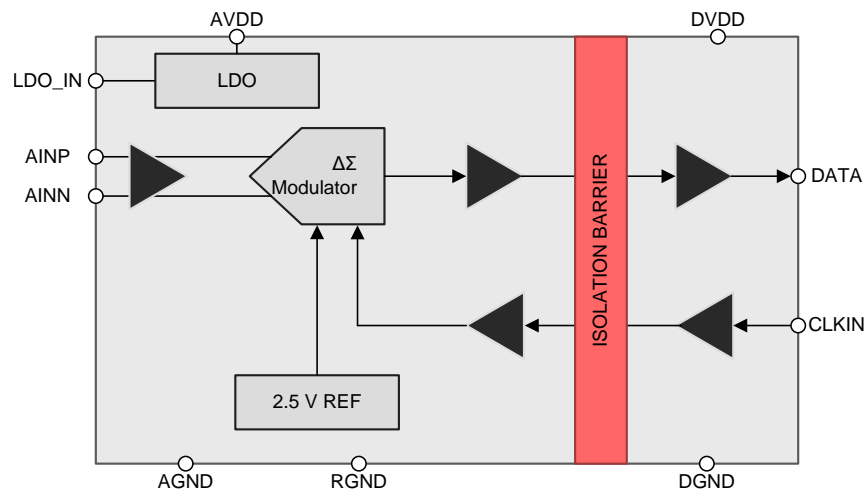 AVDD
DVDD
LDO_IN
LDO
AINP
AINN
ΔΣ
Modulator
ISOLATION BARRIER
DATA
CLKIN
2.5 V REF
AGND
RGND
DGND